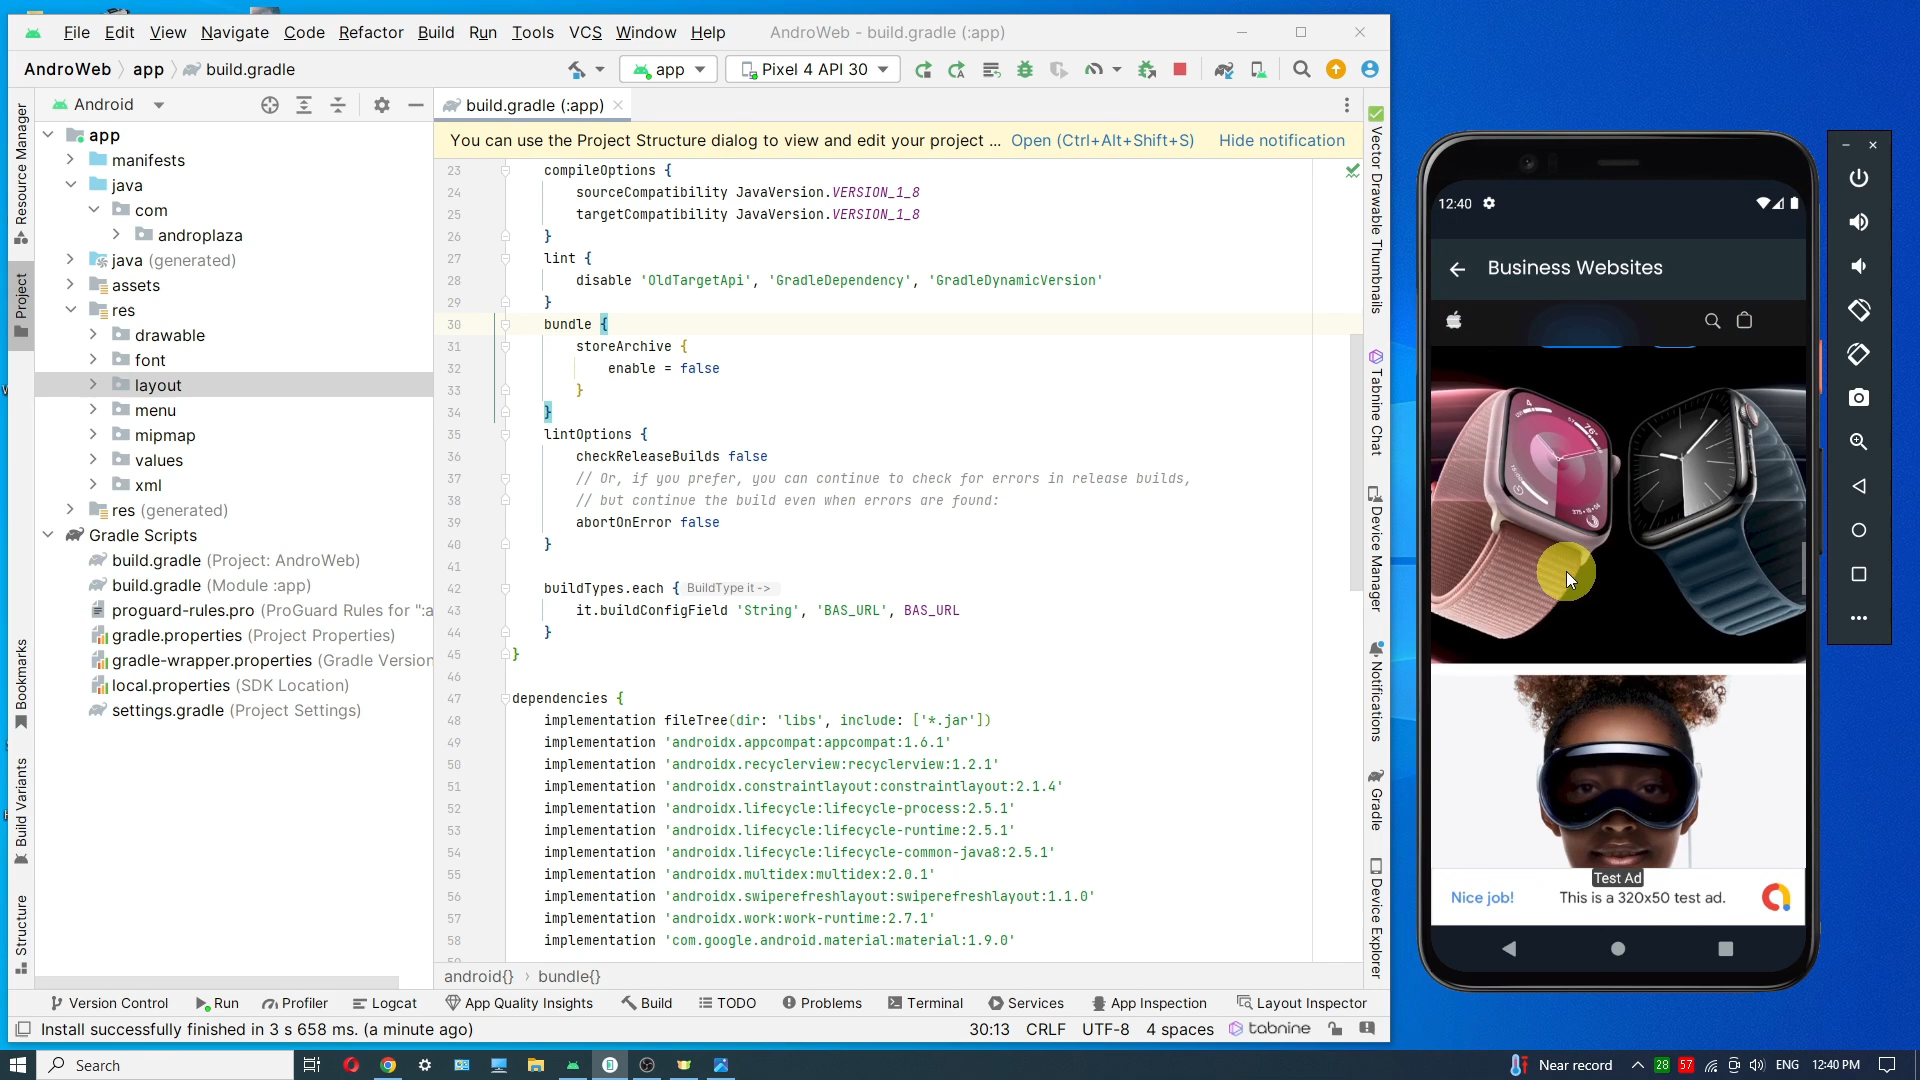 File Edit View Navigate Code Refactor Build Run Tools VCS Window Help AndroWeb - build.gradle (:app)
AndroWeb app build.gradle
app Pixel 4 API 30
Android
build.gradle (:app)
You can use the Project Structure dialog to view and edit your project ... Open (Ctrl+Alt+Shift+S) Hide notification
app
manifests
java
com
androplaza
java (generated)
assets
res
drawable
font
layout
menu
mipmap
values
xml
res (generated)
Gradle Scripts
build.gradle (Project: AndroWeb)
build.gradle (Module :app)
proguard-rules.pro (ProGuard Rules for ":a
gradle.properties (Project Properties)
gradle-wrapper.properties (Gradle Version
local.properties (SDK Location)
settings.gradle (Project Settings)
Resource Manager
Project
Bookmarks
Build Variants
Structure
23 compileOptions {
24 sourceCompatibility JavaVersion.VERSION_1_8
25 targetCompatibility JavaVersion.VERSION_1_8
26 }
27 lint {
28 disable 'OldTargetApi', 'GradleDependency', 'GradleDynamicVersion'
29 }
30 bundle {
31 storeArchive {
32 enable = false
33 }
34 }
35 lintOptions {
36 checkReleaseBuilds false
37 // Or, if you prefer, you can continue to check for errors in release builds,
38 // but continue the build even when errors are found:
39 abortOnError false
40 }
41
42 buildTypes.each { BuildType it ->
43 it.buildConfigField 'String', 'BAS_URL', BAS_URL
44 }
45 }
46
47 dependencies {
48 implementation fileTree(dir: 'libs', include: ['*.jar'])
49 implementation 'androidx.appcompat:appcompat:1.6.1'
50 implementation 'androidx.recyclerview:recyclerview:1.2.1'
51 implementation 'androidx.constraintlayout:constraintlayout:2.1.4'
52 implementation 'androidx.lifecycle:lifecycle-process:2.5.1'
53 implementation 'androidx.lifecycle:lifecycle-runtime:2.5.1'
54 implementation 'androidx.lifecycle:lifecycle-common-java8:2.5.1'
55 implementation 'androidx.multidex:multidex:2.0.1'
56 implementation 'androidx.swiperefreshlayout:swiperefreshlayout:1.1.0'
57 implementation 'androidx.work:work-runtime:2.7.1'
58 implementation 'com.google.android.material:material:1.9.0'
android{} bundle{}
Vector Drawable Thumbnails
Tabnine Chat
Device Manager
Notifications
Gradle
Device Explorer
Version Control Run Profiler Logcat App Quality Insights Build TODO Problems Terminal Services App Inspection Layout Inspector
Install successfully finished in 3 s 658 ms. (a minute ago) 30:13 CRLF UTF-8 4 spaces tabnine
12:40
Business Websites
Test Ad
Nice job! This is a 320x50 test ad.
Search
Near record 28 57 ENG 12:40 PM